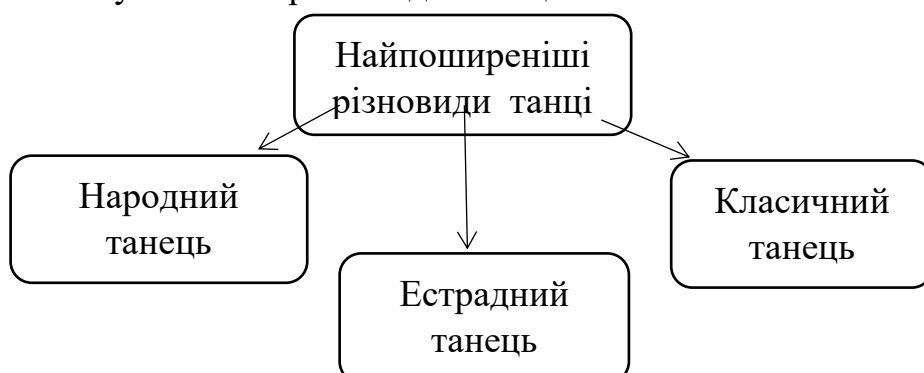 Найпоширеніші
різновиди танці
Народний
танець
Класичний
танець
Естрадний
танець